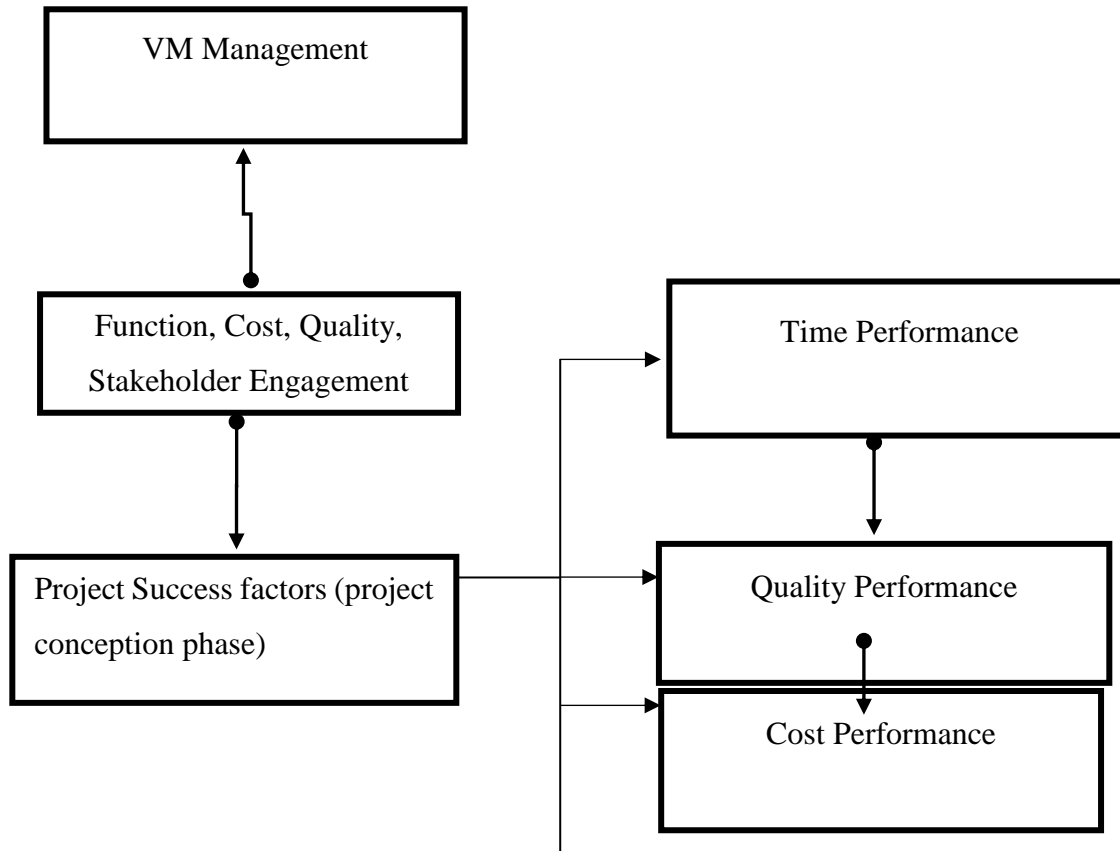 VM Management
Function, Cost, Quality,
Stakeholder Engagement
Time Performance
Project Success factors (project
conception phase)
Quality Performance
Cost Performance